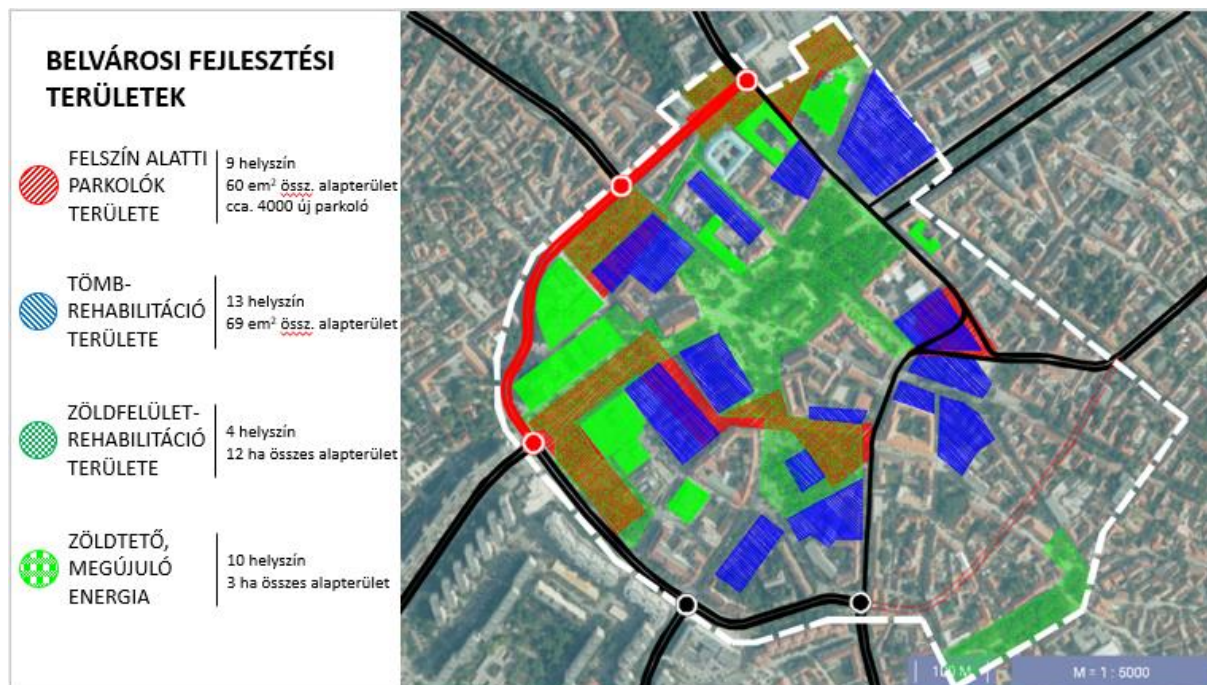 BELVÁROSI FEJLESZTÉSI
TERÜLETEK
FELSZÍN ALATTI
PARKOLÓK
TERÜLETE
9 helyszín
60 em² össz. alapterület
cca. 4000 új parkoló
TÖMB-
REHABILITÁCIÓ
TERÜLETE
13 helyszín
69 em² össz. alapterület
ZÖLDFELÜLET-
REHABILITÁCIÓ
TERÜLETE
4 helyszín
12 ha összes alapterület
ZÖLDTETŐ,
MEGÚJULÓ
ENERGIA
10 helyszín
3 ha összes alapterület
100 M
M = 1 : 5000